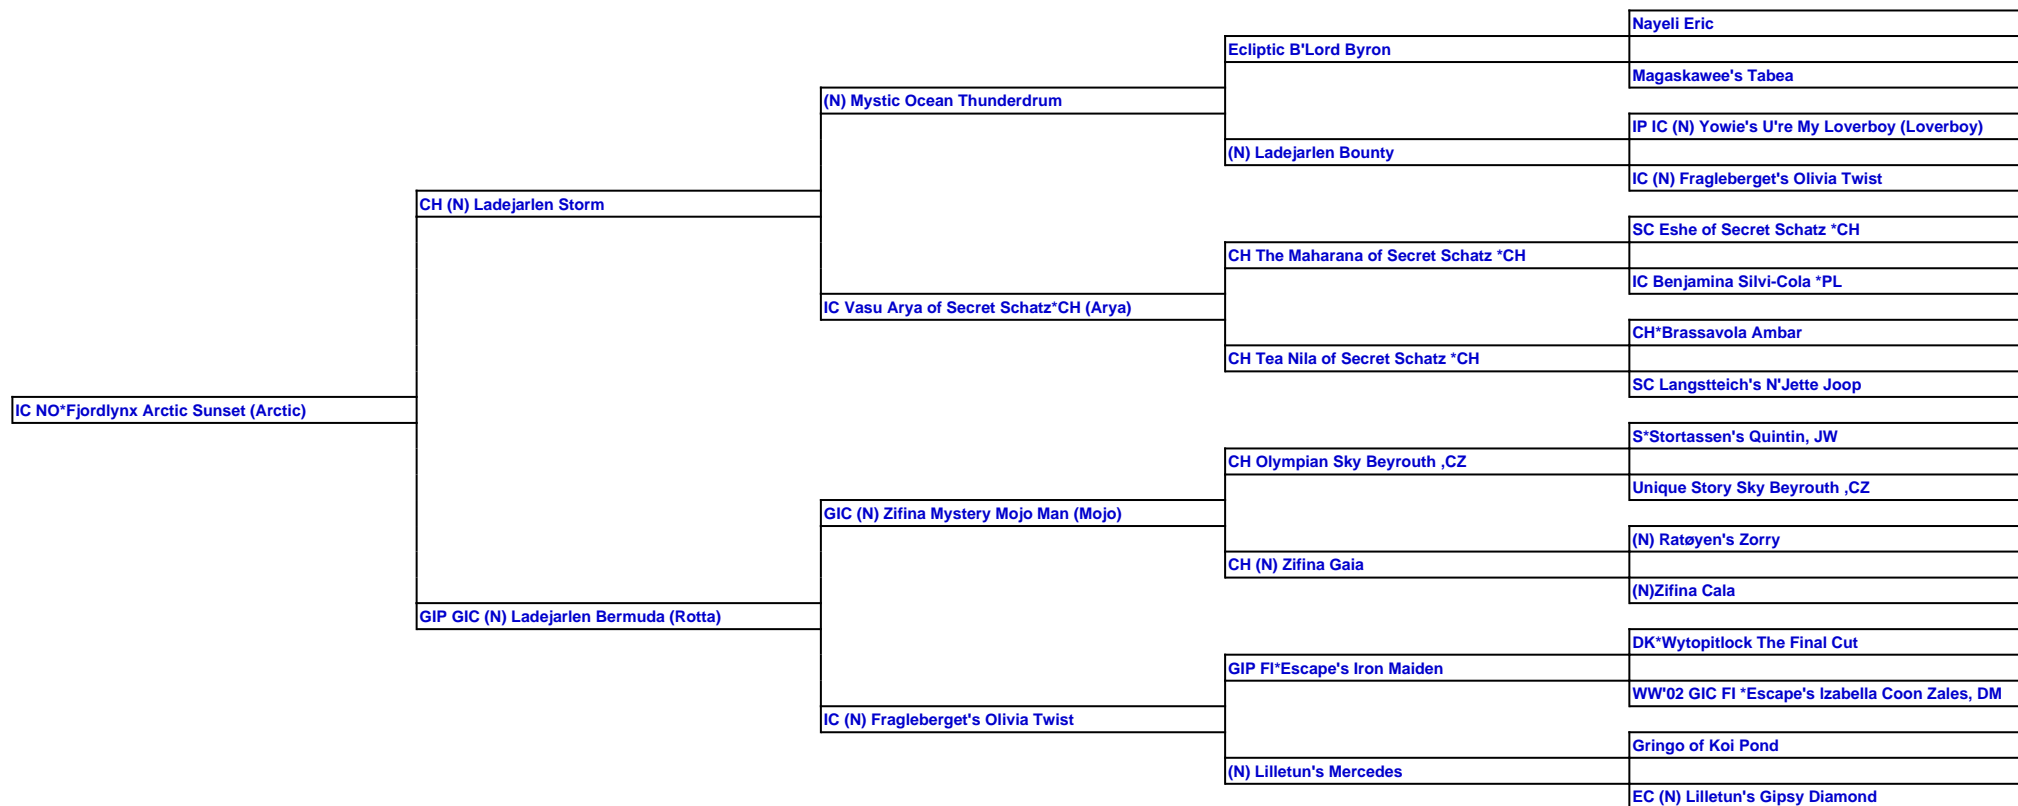 Nayeli Eric
Ecliptic B'Lord Byron
Magaskawee's Tabea
(N) Mystic Ocean Thunderdrum
IP IC (N) Yowie's U're My Loverboy (Loverboy)
(N) Ladejarlen Bounty
IC (N) Fragleberget's Olivia Twist
CH (N) Ladejarlen Storm
SC Eshe of Secret Schatz *CH
CH The Maharana of Secret Schatz *CH
IC Benjamina Silvi-Cola *PL
IC Vasu Arya of Secret Schatz*CH (Arya)
CH*Brassavola Ambar
CH Tea Nila of Secret Schatz *CH
SC Langstteich's N'Jette Joop
IC NO*Fjordlynx Arctic Sunset (Arctic)
S*Stortassen's Quintin, JW
CH Olympian Sky Beyrouth ,CZ
Unique Story Sky Beyrouth ,CZ
GIC (N) Zifina Mystery Mojo Man (Mojo)
(N) Ratøyen's Zorry
CH (N) Zifina Gaia
(N)Zifina Cala
GIP GIC (N) Ladejarlen Bermuda (Rotta)
DK*Wytopitlock The Final Cut
GIP FI*Escape's Iron Maiden
WW'02 GIC FI *Escape's Izabella Coon Zales, DM
IC (N) Fragleberget's Olivia Twist
Gringo of Koi Pond
(N) Lilletun's Mercedes
EC (N) Lilletun's Gipsy Diamond